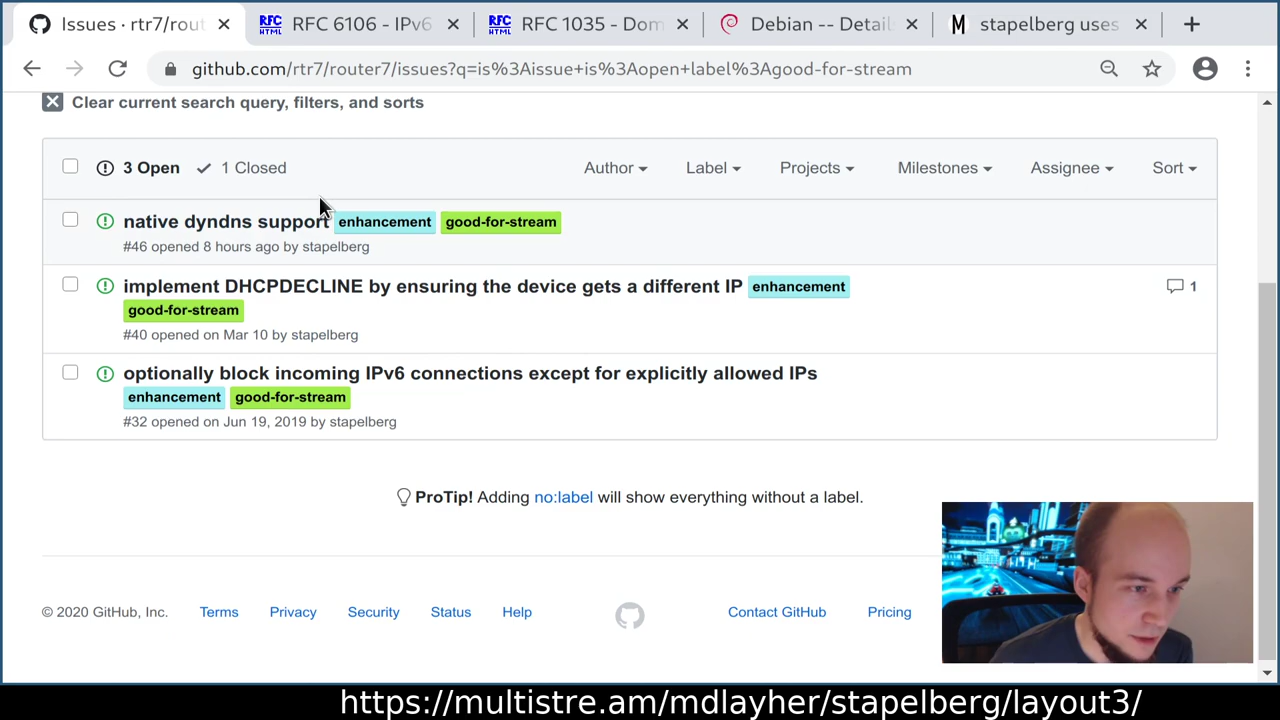 Issues · rtr7/rout
RFC 6106 - IPv6
RFC 1035 - Dom
Debian -- Detail
stapelberg uses
github.com/rtr7/router7/issues?q=is%3Aissue+is%3Aopen+label%3Agood-for-stream
Clear current search query, filters, and sorts
3 Open 1 Closed Author Label Projects Milestones Assignee Sort
native dyndns support enhancement good-for-stream
#46 opened 8 hours ago by stapelberg
implement DHCPDECLINE by ensuring the device gets a different IP enhancement 1
good-for-stream
#40 opened on Mar 10 by stapelberg
optionally block incoming IPv6 connections except for explicitly allowed IPs
enhancement good-for-stream
#32 opened on Jun 19, 2019 by stapelberg
ProTip! Adding no:label will show everything without a label.
© 2020 GitHub, Inc. Terms Privacy Security Status Help Contact GitHub Pricing
https://multistre.am/mdlayher/stapelberg/layout3/